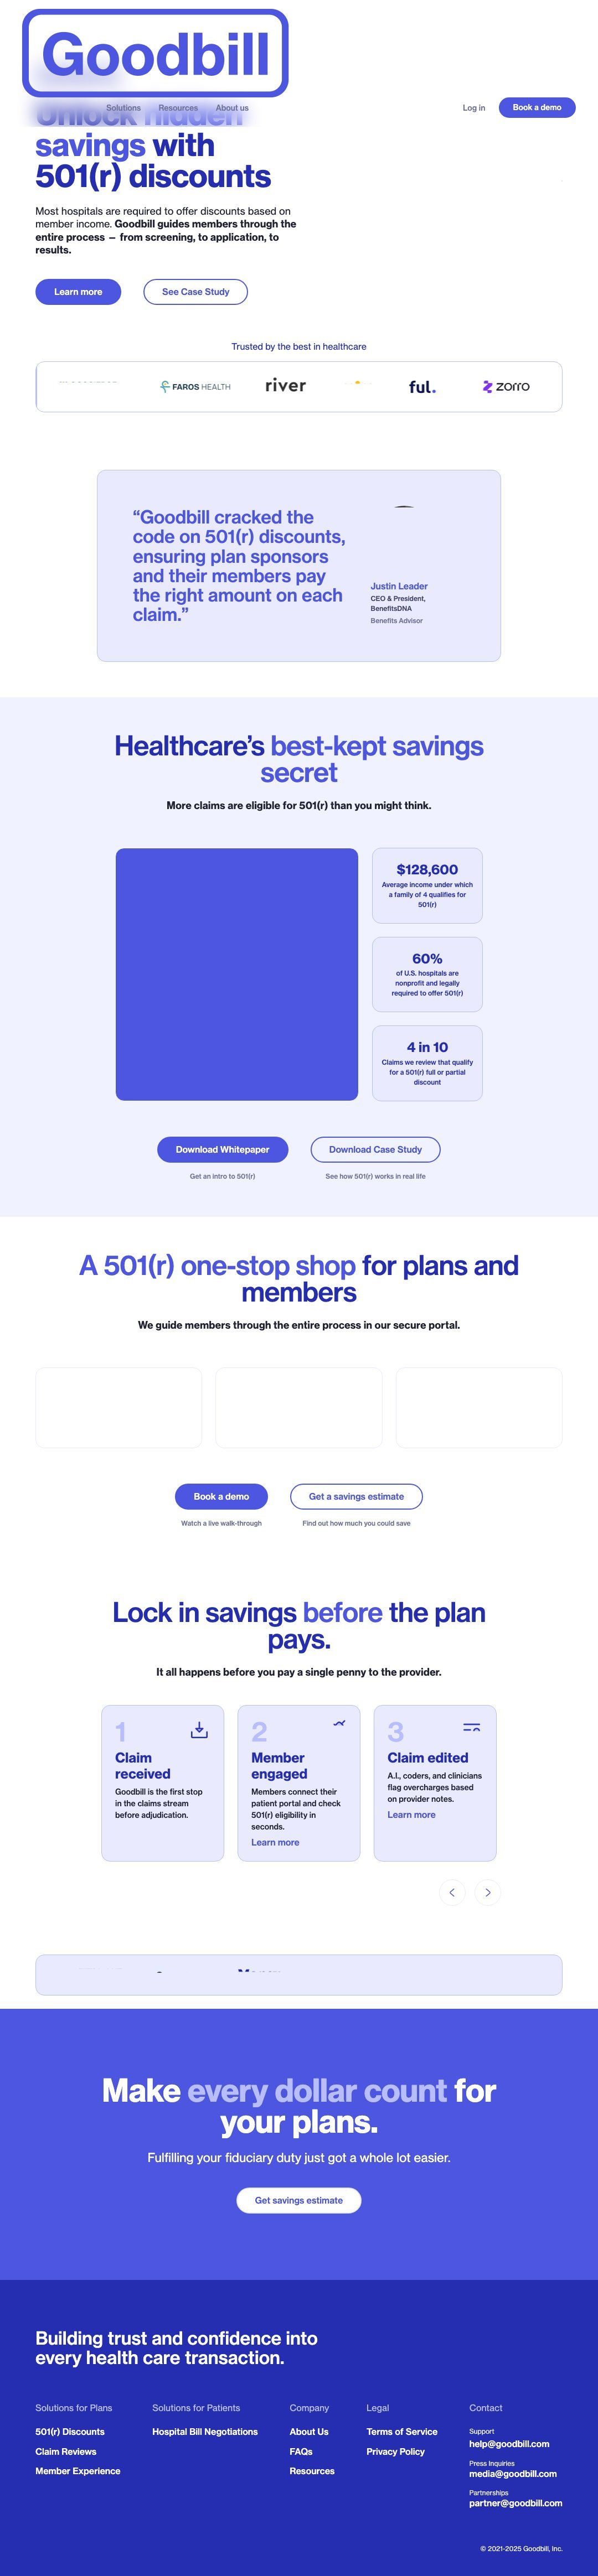 Goodbill
Solutions Resources About us
Log in Book a demo
Unlock hidden
savings with
501(r) discounts
Most hospitals are required to offer discounts based on
member income. Goodbill guides members through the
entire process — from screening, to application, to
results.
Learn more See Case Study
Trusted by the best in healthcare
FAROS HEALTH river ful. zorro
“Goodbill cracked the
code on 501(r) discounts,
ensuring plan sponsors
and their members pay
the right amount on each
claim.”
Justin Leader
CEO & President,
BenefitsDNA
Benefits Advisor
Healthcare’s best-kept savings
secret
More claims are eligible for 501(r) than you might think.
$128,600
Average income under which
a family of 4 qualifies for
501(r)
60%
of U.S. hospitals are
nonprofit and legally
required to offer 501(r)
4 in 10
Claims we review that qualify
for a 501(r) full or partial
discount
Download Whitepaper Download Case Study
Get an intro to 501(r) See how 501(r) works in real life
A 501(r) one-stop shop for plans and
members
We guide members through the entire process in our secure portal.
Book a demo Get a savings estimate
Watch a live walk-through Find out how much you could save
Lock in savings before the plan
pays.
It all happens before you pay a single penny to the provider.
1
Claim
received
Goodbill is the first stop
in the claims stream
before adjudication.
2
Member
engaged
Members connect their
patient portal and check
501(r) eligibility in
seconds.
Learn more
3
Claim edited
A.I., coders, and clinicians
flag overcharges based
on provider notes.
Learn more
Make every dollar count for
your plans.
Fulfilling your fiduciary duty just got a whole lot easier.
Get savings estimate
Building trust and confidence into
every health care transaction.
Solutions for Plans
501(r) Discounts
Claim Reviews
Member Experience
Solutions for Patients
Hospital Bill Negotiations
Company
About Us
FAQs
Resources
Legal
Terms of Service
Privacy Policy
Contact
Support
help@goodbill.com
Press Inquiries
media@goodbill.com
Partnerships
partner@goodbill.com
© 2021-2025 Goodbill, Inc.